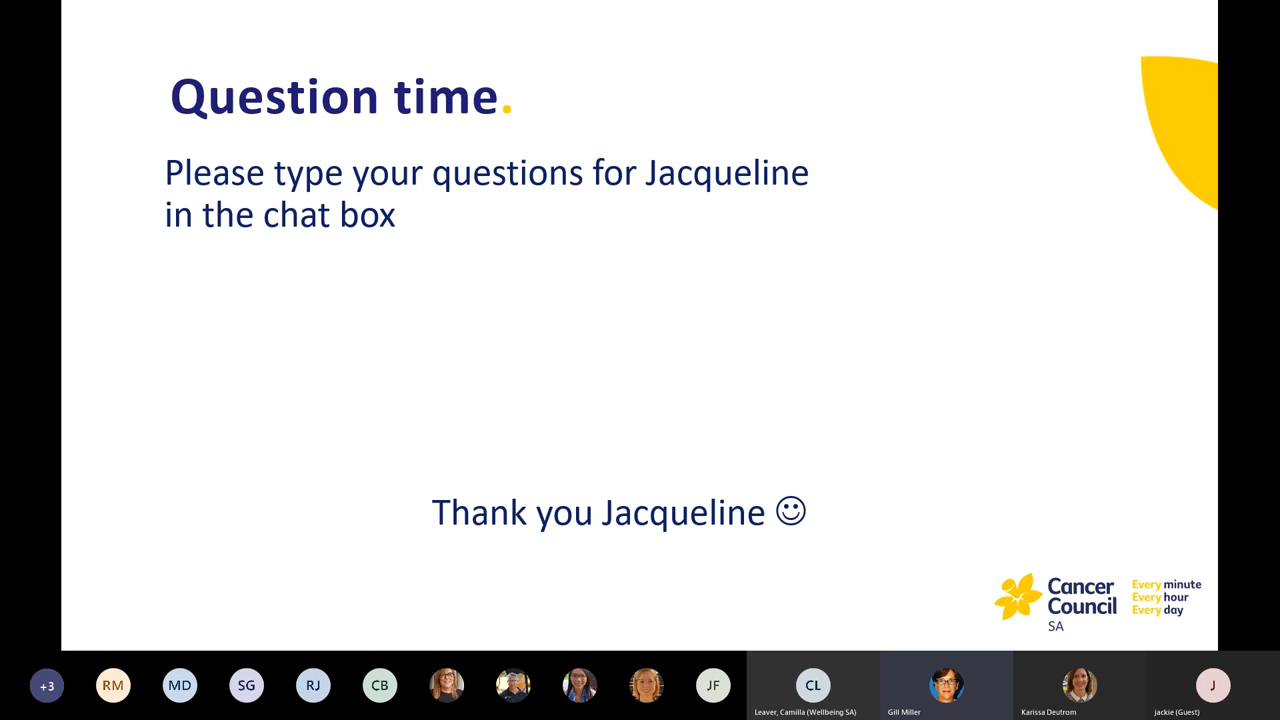 Question time.
Please type your questions for Jacqueline
in the chat box
Thank you Jacqueline ☺
Cancer
Council
SA
Every minute
Every hour
Every day
+3
RM
MD
SG
RJ
CB
JF
CL
J
Leaver, Camilla (Wellbeing SA)
Gill Miller
Karissa Deutrom
jackie (Guest)